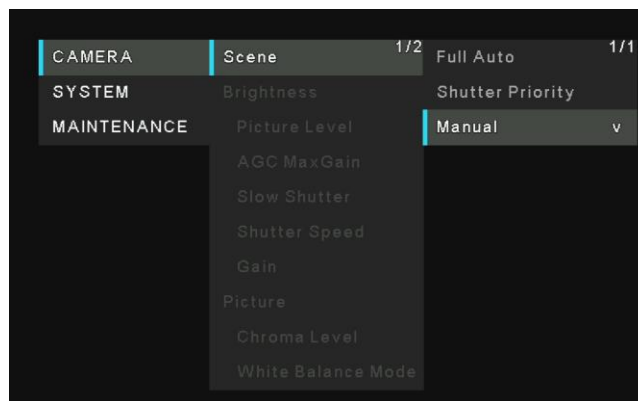 CAMERA
SYSTEM
MAINTENANCE
Scene 1/2
Brightness
Picture Level
AGC MaxGain
Slow Shutter
Shutter Speed
Gain
Picture
Chroma Level
White Balance Mode
Full Auto 1/1
Shutter Priority
Manual v